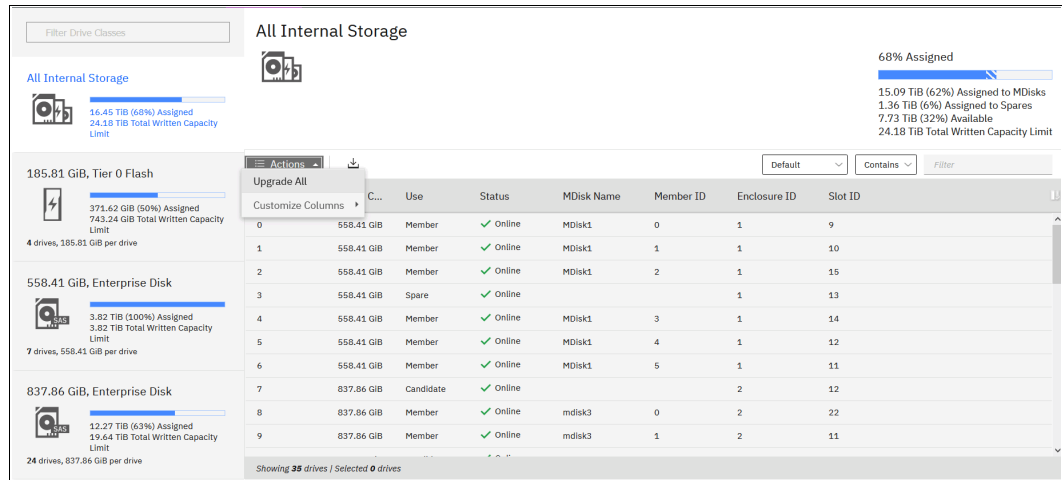 Filter Drive Classes
All Internal Storage
16.45 TiB (68%) Assigned
24.18 TiB Total Written Capacity
Limit
185.81 GiB, Tier 0 Flash
371.62 GiB (50%) Assigned
743.24 GiB Total Written Capacity
Limit
4 drives, 185.81 GiB per drive
558.41 GiB, Enterprise Disk
SAS
3.82 TiB (100%) Assigned
3.82 TiB Total Written Capacity
Limit
7 drives, 558.41 GiB per drive
837.86 GiB, Enterprise Disk
SAS
12.27 TiB (63%) Assigned
19.64 TiB Total Written Capacity
Limit
24 drives, 837.86 GiB per drive
All Internal Storage
68% Assigned
15.09 TiB (62%) Assigned to MDisks
1.36 TiB (6%) Assigned to Spares
7.73 TiB (32%) Available
24.18 TiB Total Written Capacity Limit
Actions Default Contains Filter
Upgrade All
Customize Columns
C... Use Status MDisk Name Member ID Enclosure ID Slot ID
0 558.41 GiB Member Online MDisk1 0 1 9
1 558.41 GiB Member Online MDisk1 1 1 10
2 558.41 GiB Member Online MDisk1 2 1 15
3 558.41 GiB Spare Online 1 13
4 558.41 GiB Member Online MDisk1 3 1 14
5 558.41 GiB Member Online MDisk1 4 1 12
6 558.41 GiB Member Online MDisk1 5 1 11
7 837.86 GiB Candidate Online 2 12
8 837.86 GiB Member Online mdisk3 0 2 22
9 837.86 GiB Member Online mdisk3 1 2 11
Showing 35 drives | Selected 0 drives